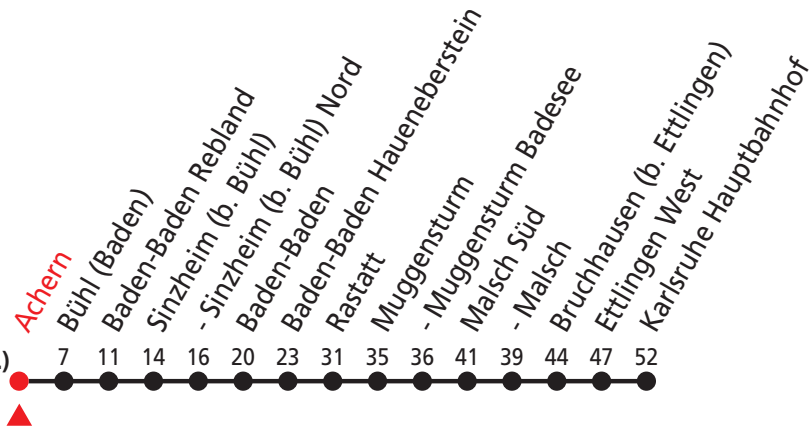 Achern
Bühl (Baden)
Baden-Baden Rebland
Sinzheim (b. Bühl)
- Sinzheim (b. Bühl) Nord
Baden-Baden
Baden-Baden Haueneberstein
Rastatt
Muggensturm
- Muggensturm Badesee
Malsch Süd
- Malsch
Bruchhausen (b. Ettlingen)
Ettlingen West
Karlsruhe Hauptbahnhof
7 11 14 16 20 23 31 35 36 41 39 44 47 52